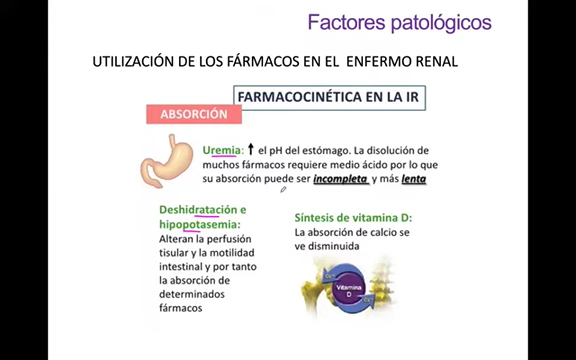 Factores patológicos
UTILIZACIÓN DE LOS FÁRMACOS EN EL ENFERMO RENAL
FARMACOCINÉTICA EN LA IR
ABSORCIÓN
Uremia: ↑ el pH del estómago. La disolución de
muchos fármacos requiere medio ácido por lo que
su absorción puede ser incompleta y más lenta
Deshidratación e
hipopotasemia:
Alteran la perfusión
tisular y la motilidad
intestinal y por tanto
la absorción de
determinados
fármacos
Síntesis de vitamina D:
La absorción de calcio se
ve disminuida
Vitamina
D